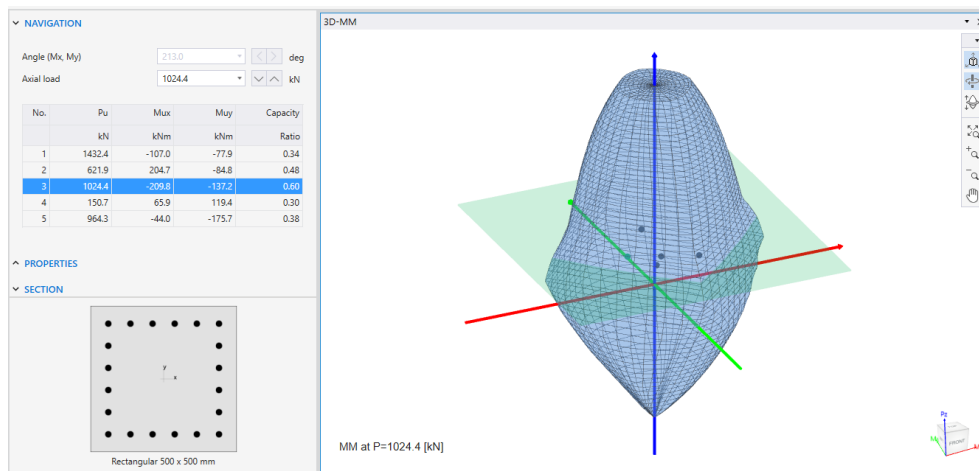 NAVIGATION
Angle (Mx, My) 213.0 deg
Axial load 1024.4 kN
No. Pu Mux Muy Capacity
kN kNm kNm Ratio
1 1432.4 -107.0 -77.9 0.34
2 621.9 204.7 -84.8 0.48
3 1024.4 -209.8 -137.2 0.60
4 150.7 65.9 119.4 0.30
5 964.3 -44.0 -175.7 0.38
PROPERTIES
SECTION
y
x
Rectangular 500 x 500 mm
3D-MM
MM at P=1024.4 [kN]
Pz
FRONT